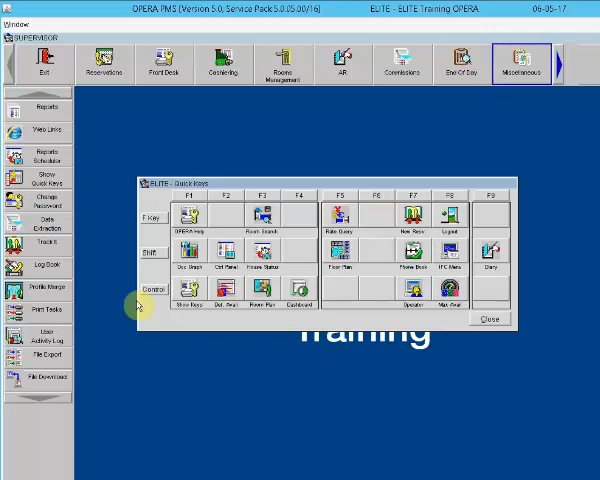 OPERA PMS [Version 5.0, Service Pack 5.0.05.00/16] ELITE - ELITE Training OPERA 06-05-17
Window
SUPERVISOR
Exit
Reservations
Front Desk
Cashiering
Rooms Management
AR
Commissions
End Of Day
Miscellaneous
Reports
Web Links
Reports Scheduler
Show Quick Keys
Change Password
Data Extraction
Track It
Log Book
Profile Merge
Print Tasks
User Activity Log
File Export
File Download
ELITE - Quick Keys
F1 F2 F3 F4 F5 F6 F7 F8 F9
F Key
OPERA Help Room Search Rate Query New Resv Logout
Shift
Occ Graph Ctrl Panel House Status Floor Plan Phone Book IFC Menu Diary
Control
Show Keys Det. Avail Room Plan Dashboard Operator Max Avail
Close
Training